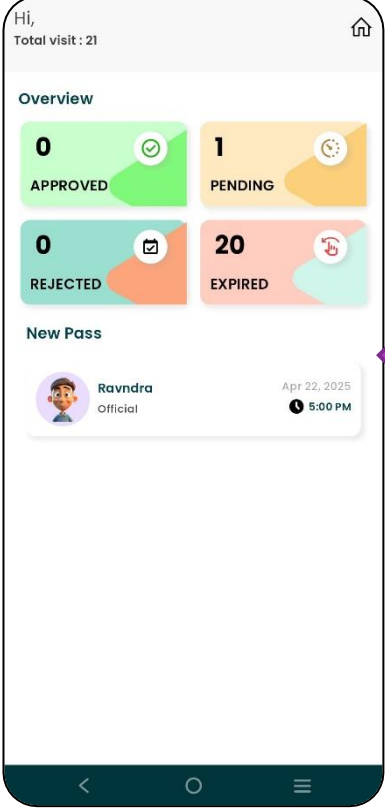 Hi,
Total visit : 21
Overview
0
APPROVED
1
PENDING
0
REJECTED
20
EXPIRED
New Pass
Ravndra
Official
Apr 22, 2025
5:00 PM